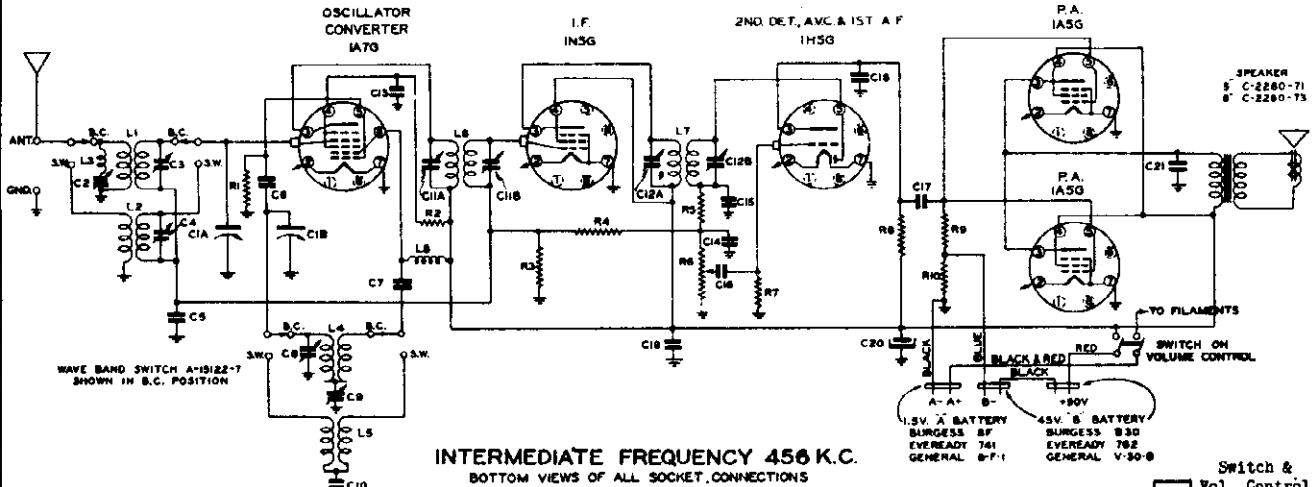 OSCILLATOR
CONVERTER
1A7G
I.F.
1N5G
2ND. DET., A.V.C. & 1ST A F
1H5G
P. A.
1A5G
SPEAKER
5" C-2280-71
6" C-2280-73
ANT.
B.C.
L1
B.C.
S.W.
L3
C2
C3
S.W.
GND.
L2
C4
C1A
R1
C6
C1B
C13
L6
C11A
C11B
R2
L8
C7
R4
R3
L7
C12A
C12B
R5
C15
C14
R6
C16
R7
C18
C17
R8
R9
R10
C21
P. A.
1A5G
C5
B.C.
L4
B.C.
C8
S.W.
S.W.
C9
L5
C10
C19
C20
WAVE BAND SWITCH A-15122-7
SHOWN IN B.C. POSITION
TO FILAMENTS
SWITCH ON
VOLUME CONTROL
RED
BLACK
BLUE
BLACK & RED
BLACK
A-
A+
B-
+90V
1.5V. A BATTERY
BURGESS 8F
EVEREADY 741
GENERAL 8-F-1
45V. B BATTERY
BURGESS B30
EVEREADY 762
GENERAL V-30-B
INTERMEDIATE FREQUENCY 456 K.C.
BOTTOM VIEWS OF ALL SOCKET CONNECTIONS
Switch &
Vol. Control